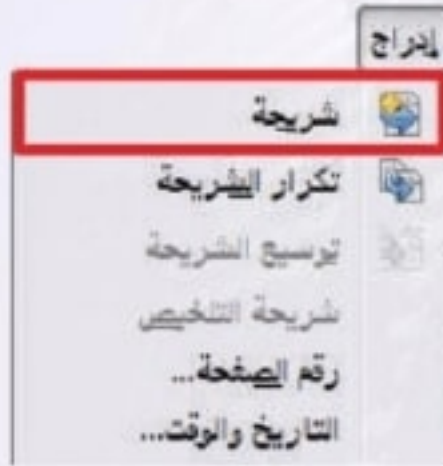 إدراج
شريحة
تكرار الشريحة
توسيع الشريحة
شريحة التلخيص
رقم الصفحة...
التاريخ والوقت...